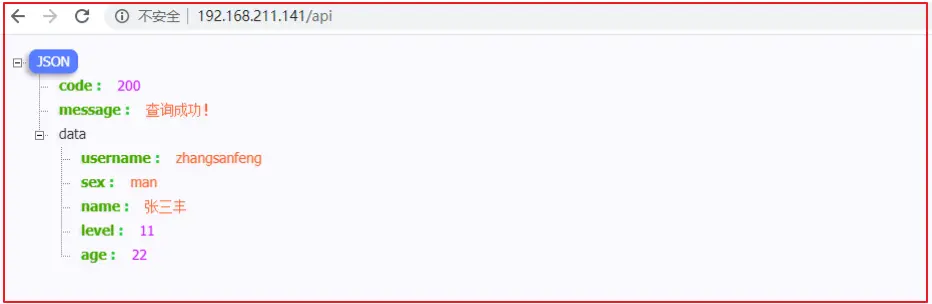 不安全 192.168.211.141/api
JSON
code : 200
message : 查询成功!
data
username : zhangsanfeng
sex : man
name : 张三丰
level : 11
age : 22